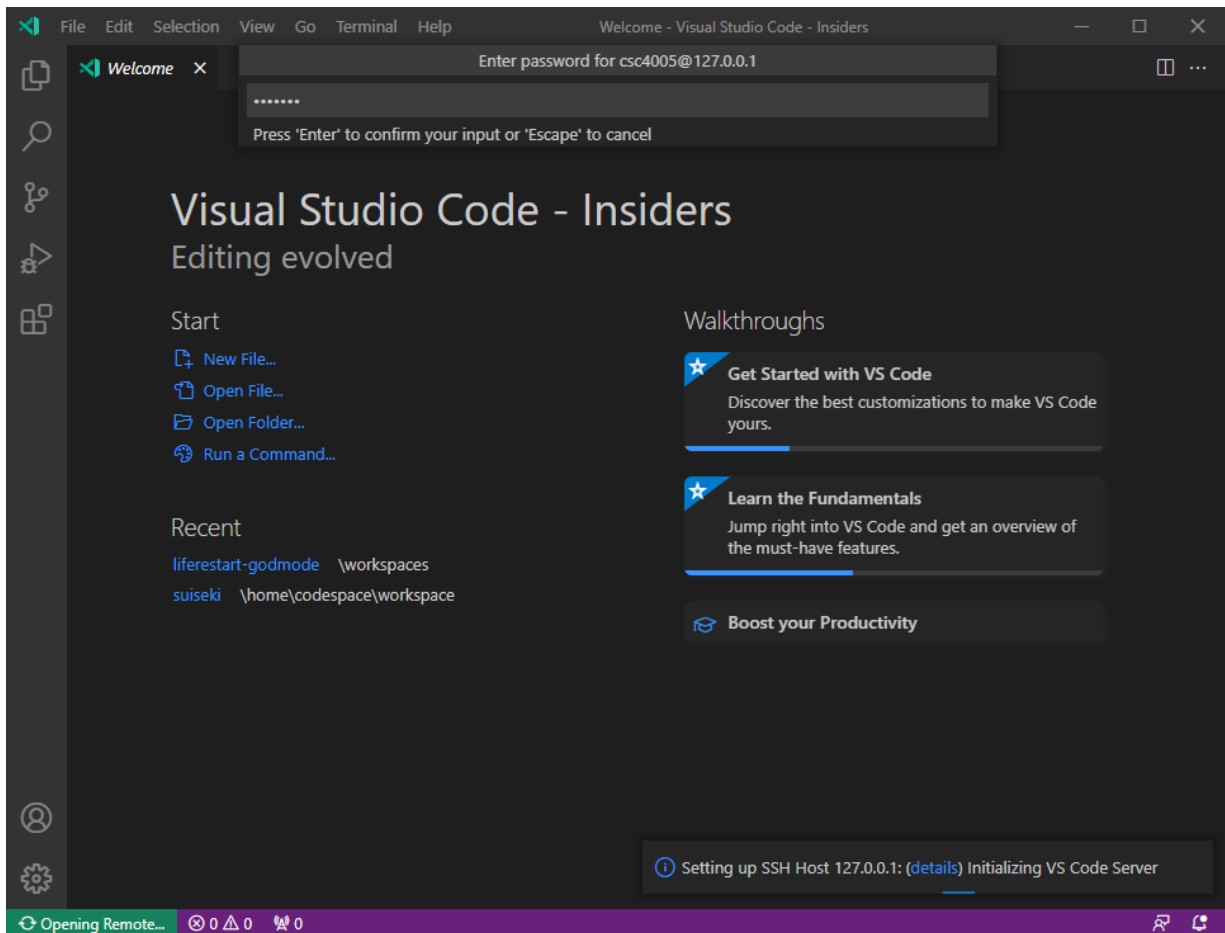 File Edit Selection View Go Terminal Help Welcome - Visual Studio Code - Insiders
Welcome
Enter password for csc4005@127.0.0.1
•••••••
Press 'Enter' to confirm your input or 'Escape' to cancel
Visual Studio Code - Insiders
Editing evolved
Start
New File...
Open File...
Open Folder...
Run a Command...
Recent
liferestart-godmode \workspaces
suiseki \home\codespace\workspace
Walkthroughs
Get Started with VS Code
Discover the best customizations to make VS Code
yours.
Learn the Fundamentals
Jump right into VS Code and get an overview of
the must-have features.
Boost your Productivity
Setting up SSH Host 127.0.0.1: (details) Initializing VS Code Server
Opening Remote... 0 0 0